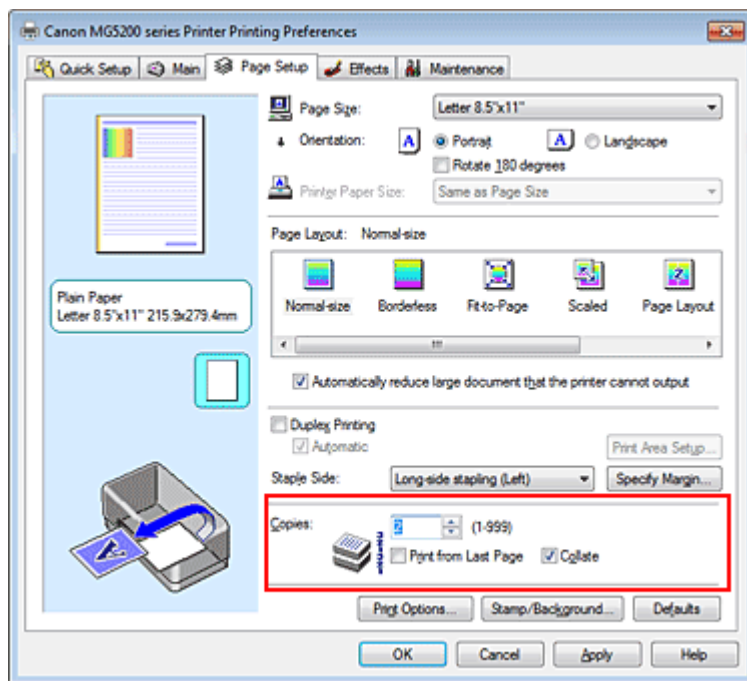 Canon MG5200 series Printer Printing Preferences
Quick Setup Main Page Setup Effects Maintenance
Page Size: Letter 8.5"x11"
Orientation: A Portrait A Landscape
Rotate 180 degrees
Printer Paper Size: Same as Page Size
Page Layout: Normal-size
Normal-size Borderless Fit-to-Page Scaled Page Layout
Plain Paper
Letter 8.5"x11" 215.9x279.4mm
Automatically reduce large document that the printer cannot output
Duplex Printing
Automatic Print Area Setup...
Staple Side: Long-side stapling (Left) Specify Margin...
Copies: 2 (1-999)
Print from Last Page Collate
Print Options... Stamp/Background... Defaults
OK Cancel Apply Help